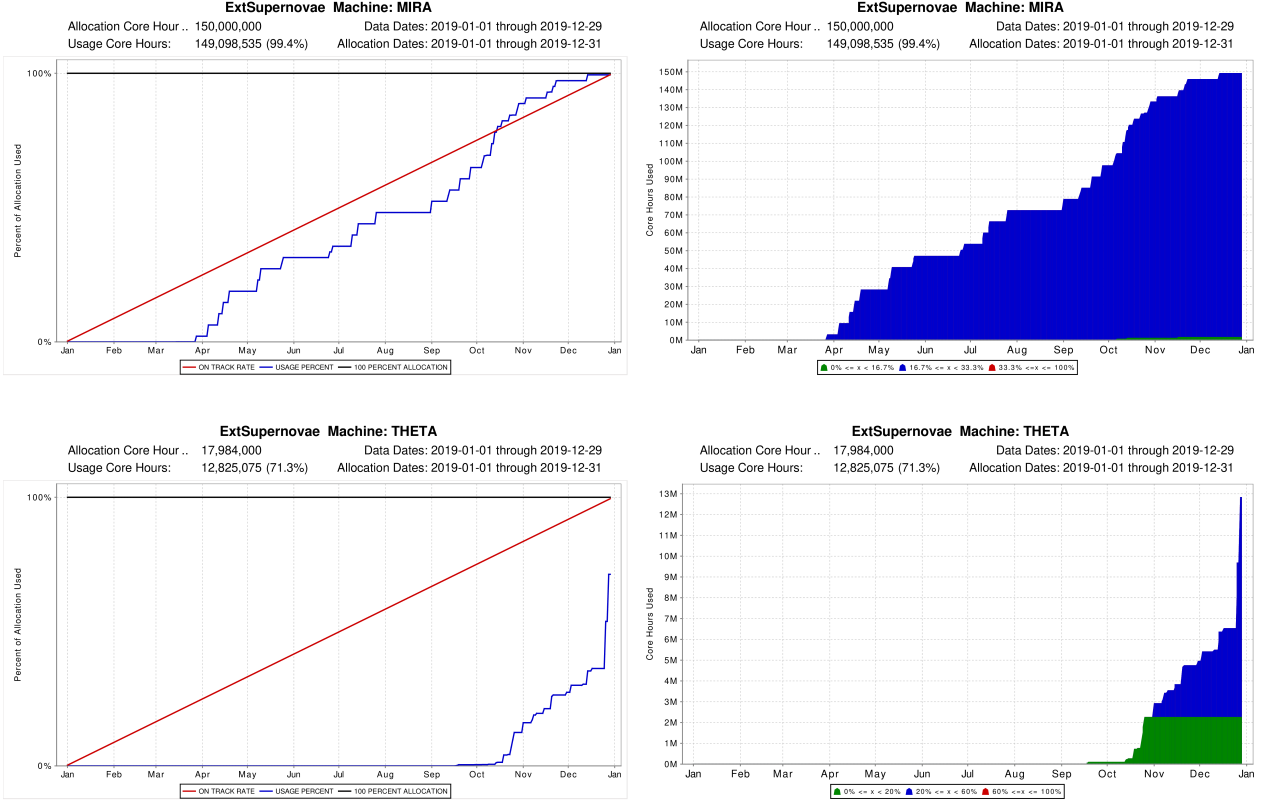 ExtSupernovae Machine: MIRA
Allocation Core Hour .. 150,000,000 Data Dates: 2019-01-01 through 2019-12-29
Usage Core Hours: 149,098,535 (99.4%) Allocation Dates: 2019-01-01 through 2019-12-31
100%
Percent of Allocation Used
0%
Jan Feb Mar Apr May Jun Jul Aug Sep Oct Nov Dec Jan
ON TRACK RATE USAGE PERCENT 100 PERCENT ALLOCATION
ExtSupernovae Machine: MIRA
Allocation Core Hour .. 150,000,000 Data Dates: 2019-01-01 through 2019-12-29
Usage Core Hours: 149,098,535 (99.4%) Allocation Dates: 2019-01-01 through 2019-12-31
150M
140M
130M
120M
110M
100M
90M
80M
70M
60M
50M
40M
30M
20M
10M
0M
Core Hours Used
Jan Feb Mar Apr May Jun Jul Aug Sep Oct Nov Dec Jan
0% <= x < 16.7% 16.7% <= x < 33.3% 33.3% <=x <= 100%
ExtSupernovae Machine: THETA
Allocation Core Hour .. 17,984,000 Data Dates: 2019-01-01 through 2019-12-29
Usage Core Hours: 12,825,075 (71.3%) Allocation Dates: 2019-01-01 through 2019-12-31
100%
Percent of Allocation Used
0%
Jan Feb Mar Apr May Jun Jul Aug Sep Oct Nov Dec Jan
ON TRACK RATE USAGE PERCENT 100 PERCENT ALLOCATION
ExtSupernovae Machine: THETA
Allocation Core Hour .. 17,984,000 Data Dates: 2019-01-01 through 2019-12-29
Usage Core Hours: 12,825,075 (71.3%) Allocation Dates: 2019-01-01 through 2019-12-31
13M
12M
11M
10M
9M
8M
7M
6M
5M
4M
3M
2M
1M
0M
Core Hours Used
Jan Feb Mar Apr May Jun Jul Aug Sep Oct Nov Dec Jan
0% <= x < 20% 20% <= x < 60% 60% <=x <= 100%